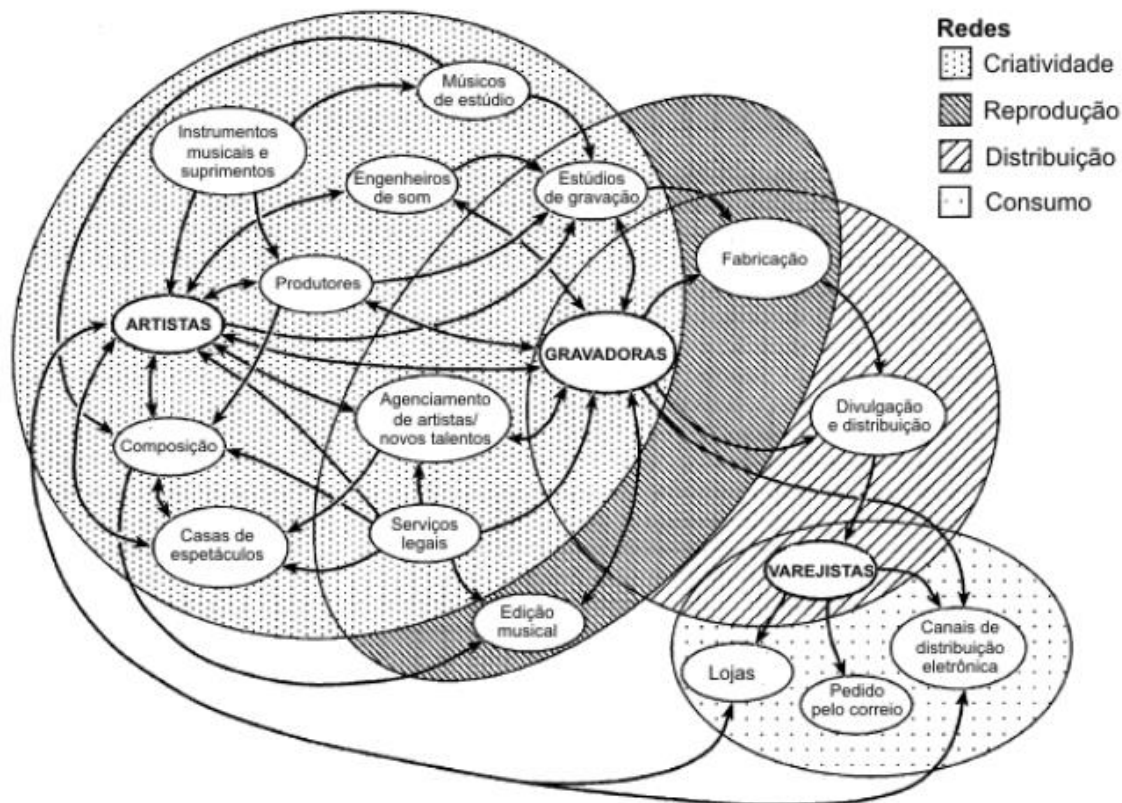 Redes
Criatividade
Reprodução
Distribuição
Consumo
Músicos
de estúdio
Instrumentos
musicais e
suprimentos
Engenheiros
de som
Estúdios
de gravação
Fabricação
Produtores
ARTISTAS
GRAVADORAS
Agenciamento
de artistas/
novos talentos
Divulgação
e distribuição
Composição
Casas de
espetáculos
Serviços
legais
VAREJISTAS
Edição
musical
Canais de
distribuição
eletrônica
Lojas
Pedido
pelo correio